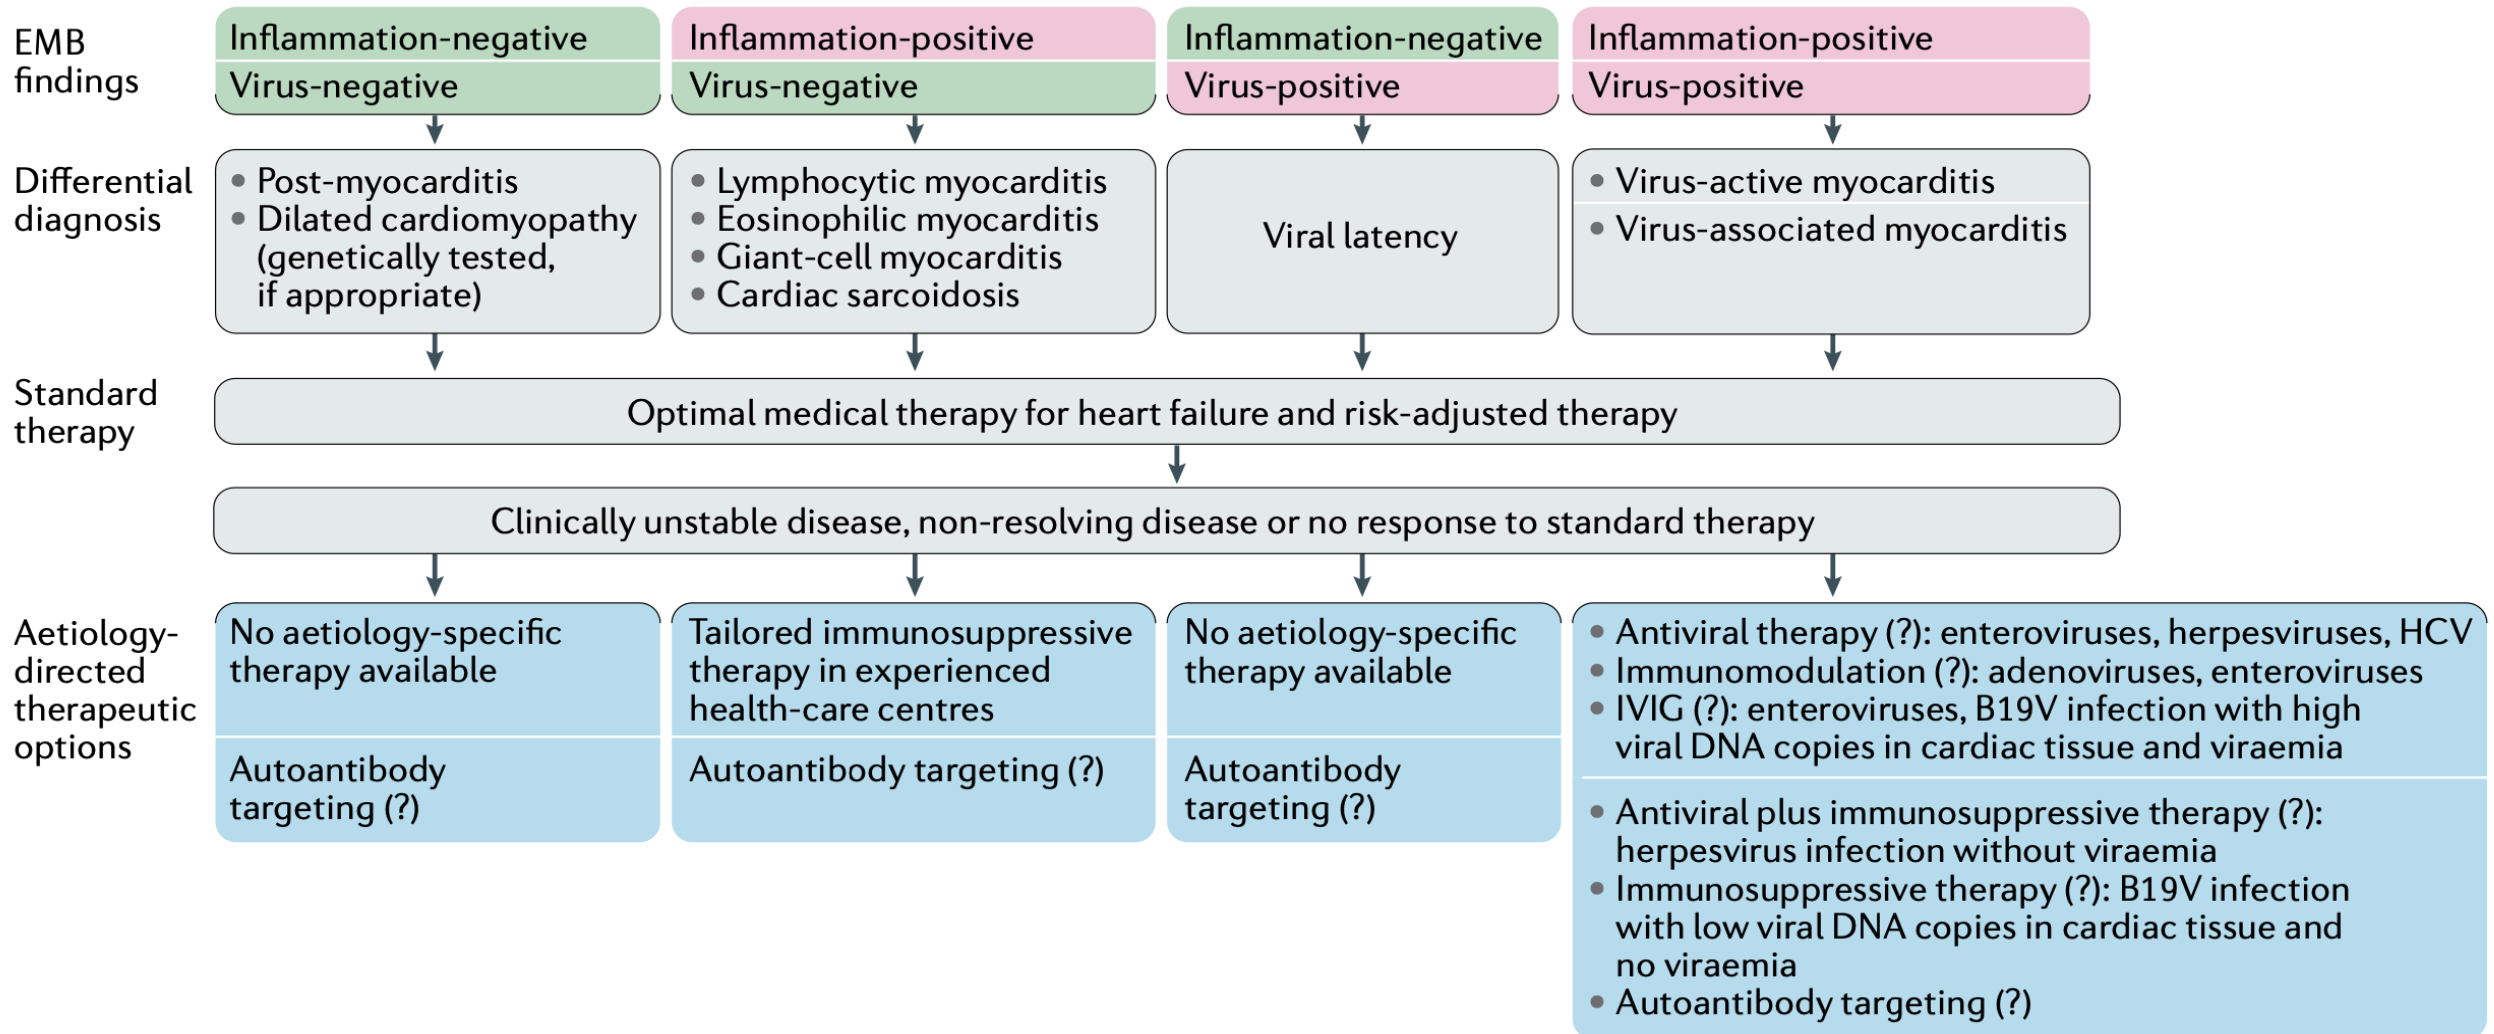 EMB
findings
Inflammation-negative
Virus-negative
Inflammation-positive
Virus-negative
Inflammation-negative
Virus-positive
Inflammation-positive
Virus-positive
Differential
diagnosis
• Post-myocarditis
• Dilated cardiomyopathy
(genetically tested,
if appropriate)
• Lymphocytic myocarditis
• Eosinophilic myocarditis
• Giant-cell myocarditis
• Cardiac sarcoidosis
Viral latency
• Virus-active myocarditis
• Virus-associated myocarditis
Standard
therapy
Optimal medical therapy for heart failure and risk-adjusted therapy
Clinically unstable disease, non-resolving disease or no response to standard therapy
Aetiology-
directed
therapeutic
options
No aetiology-specific
therapy available
Autoantibody
targeting (?)
Tailored immunosuppressive
therapy in experienced
health-care centres
Autoantibody targeting (?)
No aetiology-specific
therapy available
Autoantibody
targeting (?)
• Antiviral therapy (?): enteroviruses, herpesviruses, HCV
• Immunomodulation (?): adenoviruses, enteroviruses
• IVIG (?): enteroviruses, B19V infection with high
viral DNA copies in cardiac tissue and viraemia
• Antiviral plus immunosuppressive therapy (?):
herpesvirus infection without viraemia
• Immunosuppressive therapy (?): B19V infection
with low viral DNA copies in cardiac tissue and
no viraemia
• Autoantibody targeting (?)